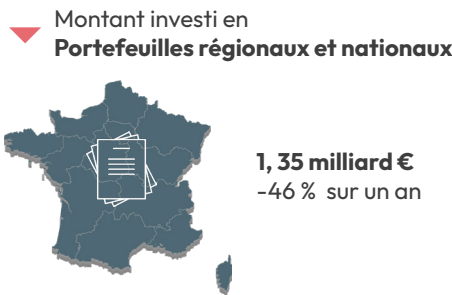 Montant investi en
Portefeuilles régionaux et nationaux
1, 35 milliard €
-46 % sur un an